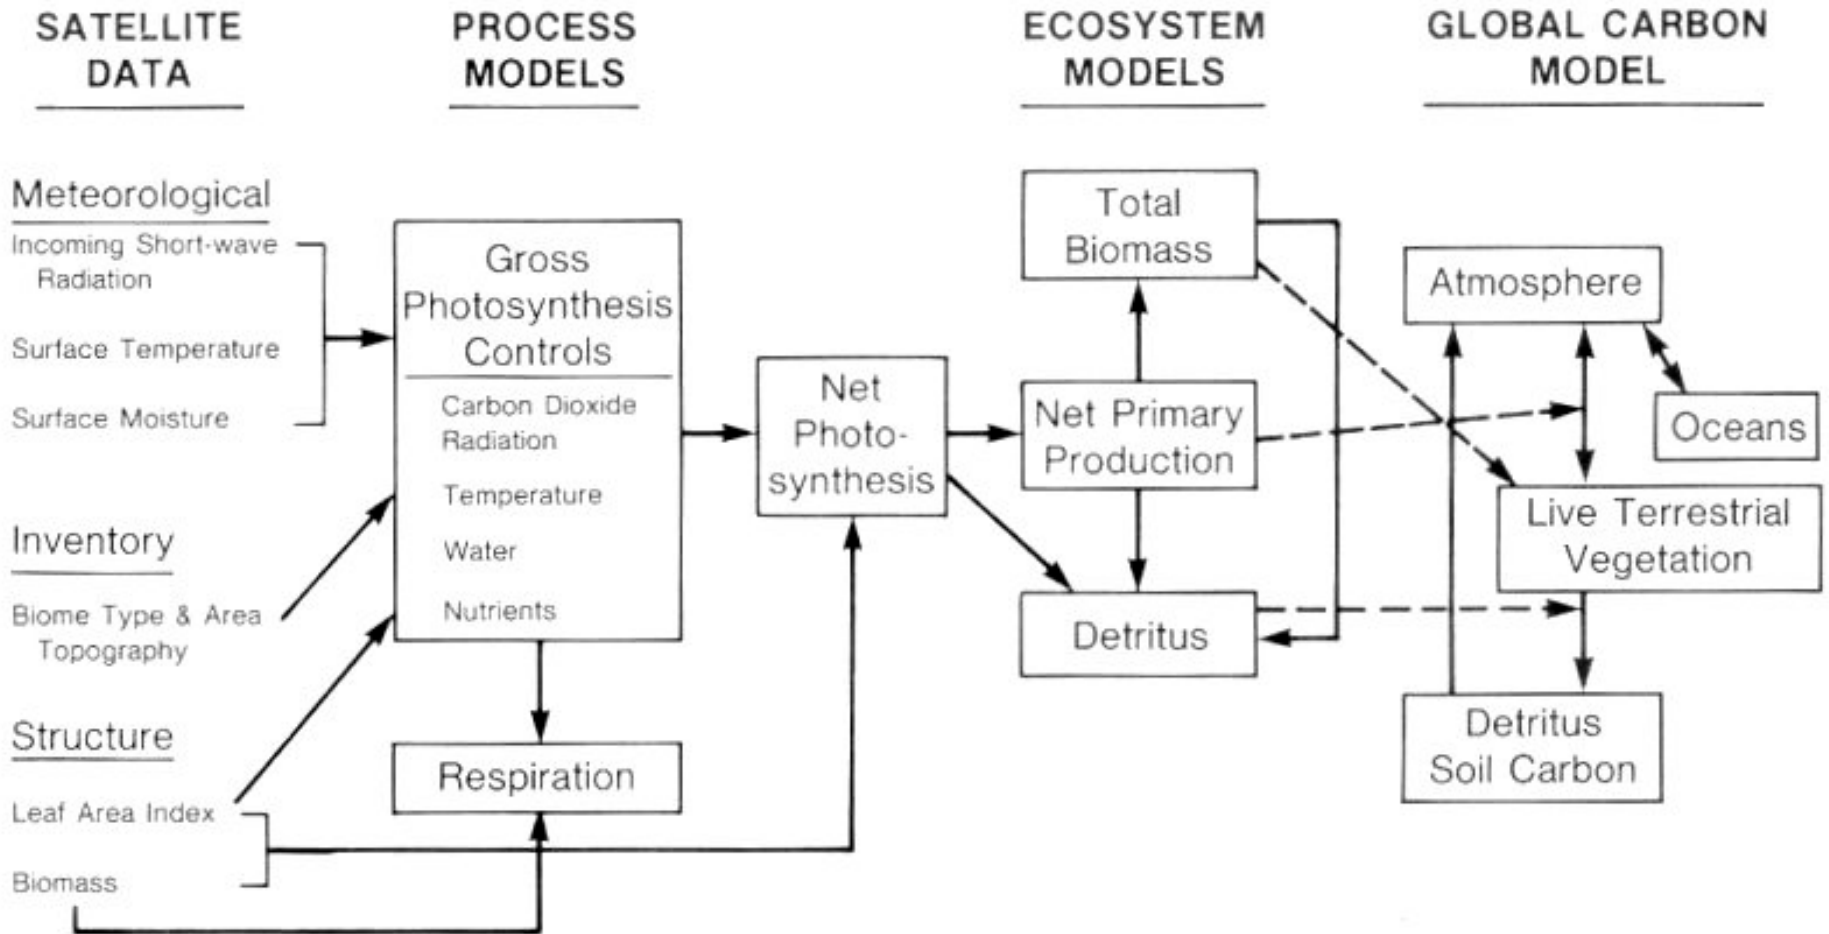 SATELLITE
DATA
PROCESS
MODELS
ECOSYSTEM
MODELS
GLOBAL CARBON
MODEL
Meteorological
Incoming Short-wave
Radiation
Surface Temperature
Surface Moisture
Inventory
Biome Type & Area
Topography
Structure
Leaf Area Index
Biomass
Gross
Photosynthesis
Controls
Carbon Dioxide
Radiation
Temperature
Water
Nutrients
Respiration
Net
Photo-
synthesis
Total
Biomass
Net Primary
Production
Detritus
Atmosphere
Oceans
Live Terrestrial
Vegetation
Detritus
Soil Carbon